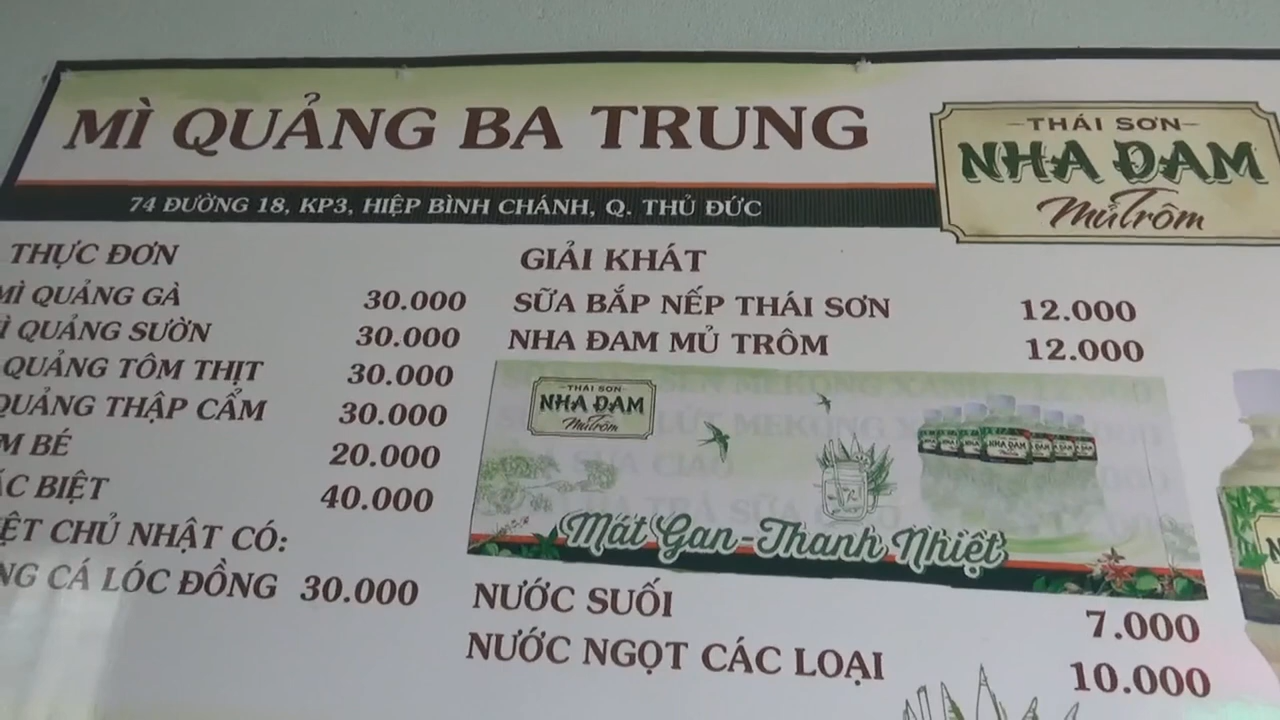 MÌ QUẢNG BA TRUNG
THÁI SƠN
NHA ĐAM
Mủ Trôm
74 ĐƯỜNG 18, KP3, HIỆP BÌNH CHÁNH, Q. THỦ ĐỨC
THỰC ĐƠN
MÌ QUẢNG GÀ 30.000
MÌ QUẢNG SƯỜN 30.000
QUẢNG TÔM THỊT 30.000
QUẢNG THẬP CẨM 30.000
BÉ 20.000
BIỆT 40.000
CHỦ NHẬT CÓ:
CÁ LÓC ĐỒNG 30.000
GIẢI KHÁT
SỮA BẮP NẾP THÁI SƠN 12.000
NHA ĐAM MỦ TRÔM 12.000
THÁI SƠN
NHA ĐAM
Mủ Trôm
NHA ĐAM
Mát Gan - Thanh Nhiệt
NƯỚC SUỐI 7.000
NƯỚC NGỌT CÁC LOẠI 10.000